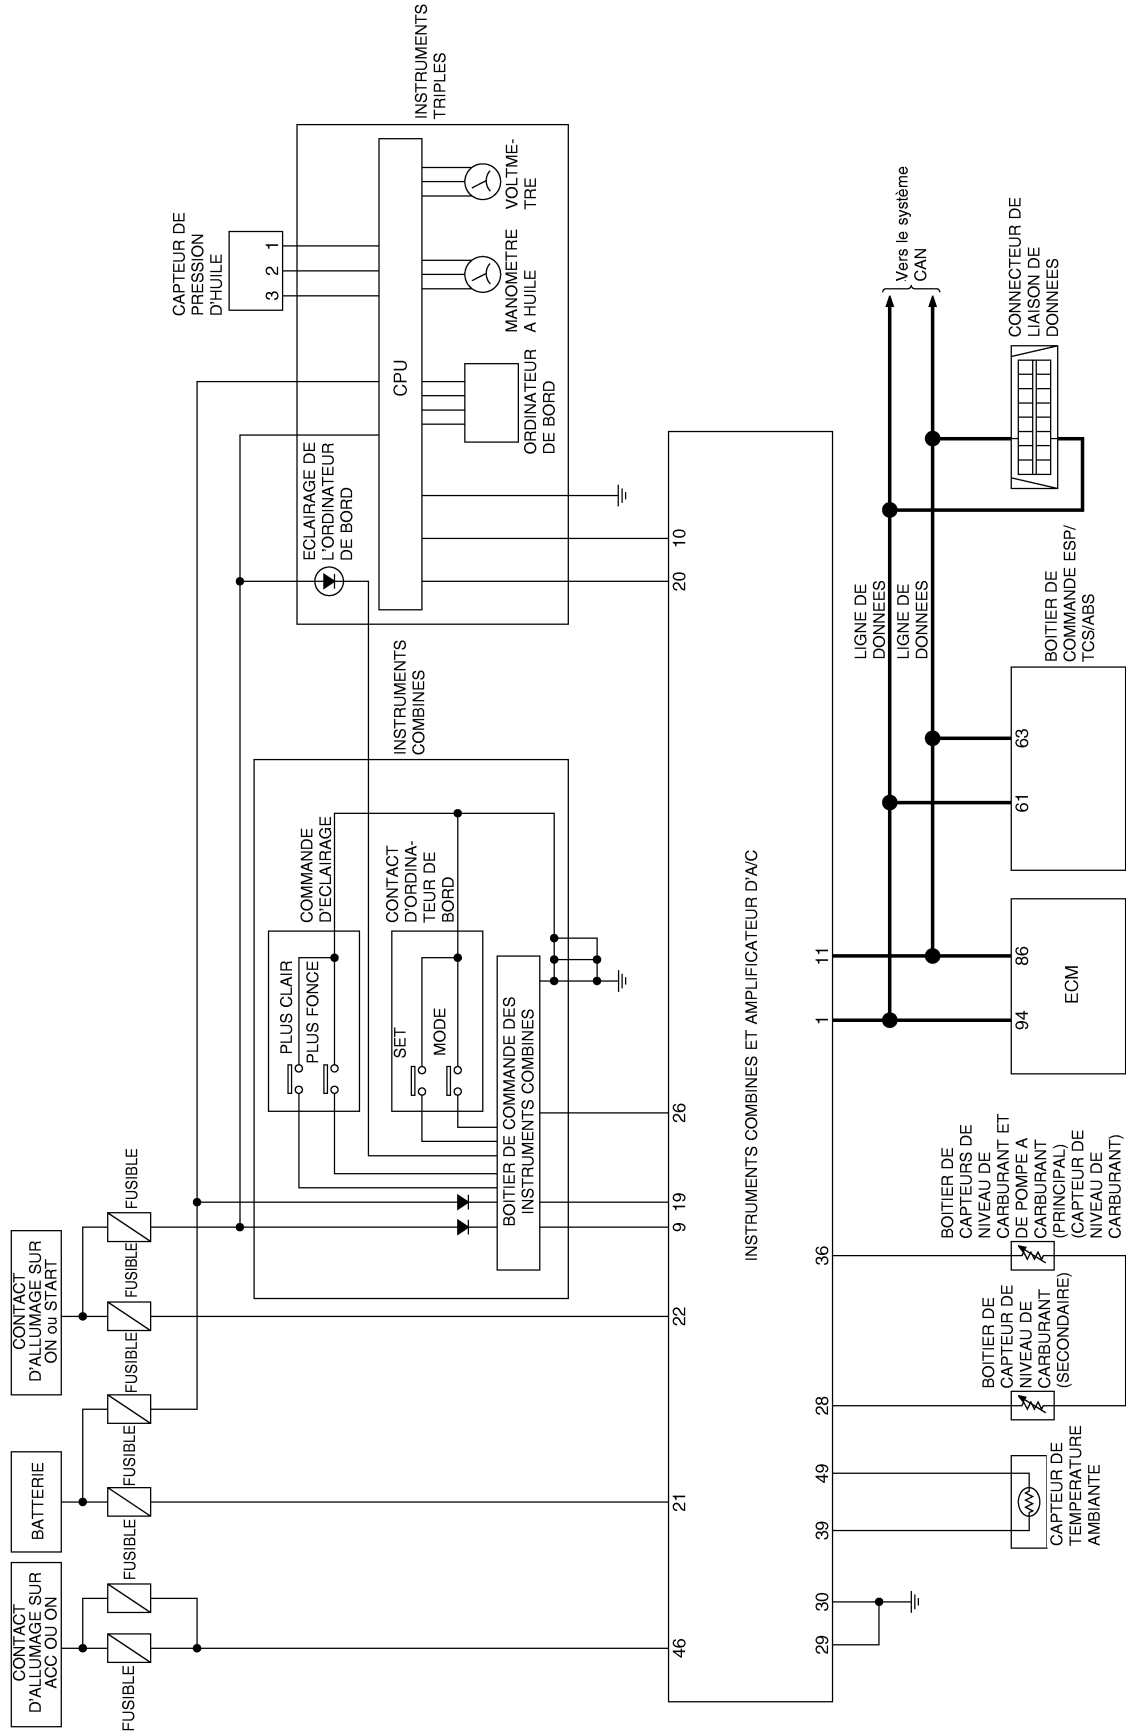 CONTACT
D'ALLUMAGE SUR
ACC OU ON
BATTERIE
CONTACT
D'ALLUMAGE SUR
ON ou START
FUSIBLE
FUSIBLE
FUSIBLE
FUSIBLE
FUSIBLE
FUSIBLE
CAPTEUR DE
PRESSION
D'HUILE
3
2
1
INSTRUMENTS
TRIPLES
CPU
ECLAIRAGE DE
L'ORDINATEUR
DE BORD
ORDINATEUR
DE BORD
MANOMETRE
A HUILE
VOLTME-
TRE
INSTRUMENTS
COMBINES
COMMANDE
D'ECLAIRAGE
PLUS CLAIR
PLUS FONCE
CONTACT
D'ORDINA-
TEUR DE
BORD
SET
MODE
BOITIER DE COMMANDE DES
INSTRUMENTS COMBINES
46
21
22
9
19
26
20
10
INSTRUMENTS COMBINES ET AMPLIFICATEUR D'A/C
29
30
39
49
28
36
1
11
LIGNE DE
DONNEES
LIGNE DE
DONNEES
Vers le système
CAN
CAPTEUR DE
TEMPERATURE
AMBIANTE
BOITIER DE
CAPTEUR DE
NIVEAU DE
CARBURANT
(SECONDAIRE)
BOITIER DE
CAPTEURS DE
NIVEAU DE
CARBURANT ET
DE POMPE A
CARBURANT
(PRINCIPAL)
(CAPTEUR DE
NIVEAU DE
CARBURANT)
94
86
ECM
61
63
BOITIER DE
COMMANDE ESP/
TCS/ABS
CONNECTEUR DE
LIAISON DE
DONNEES